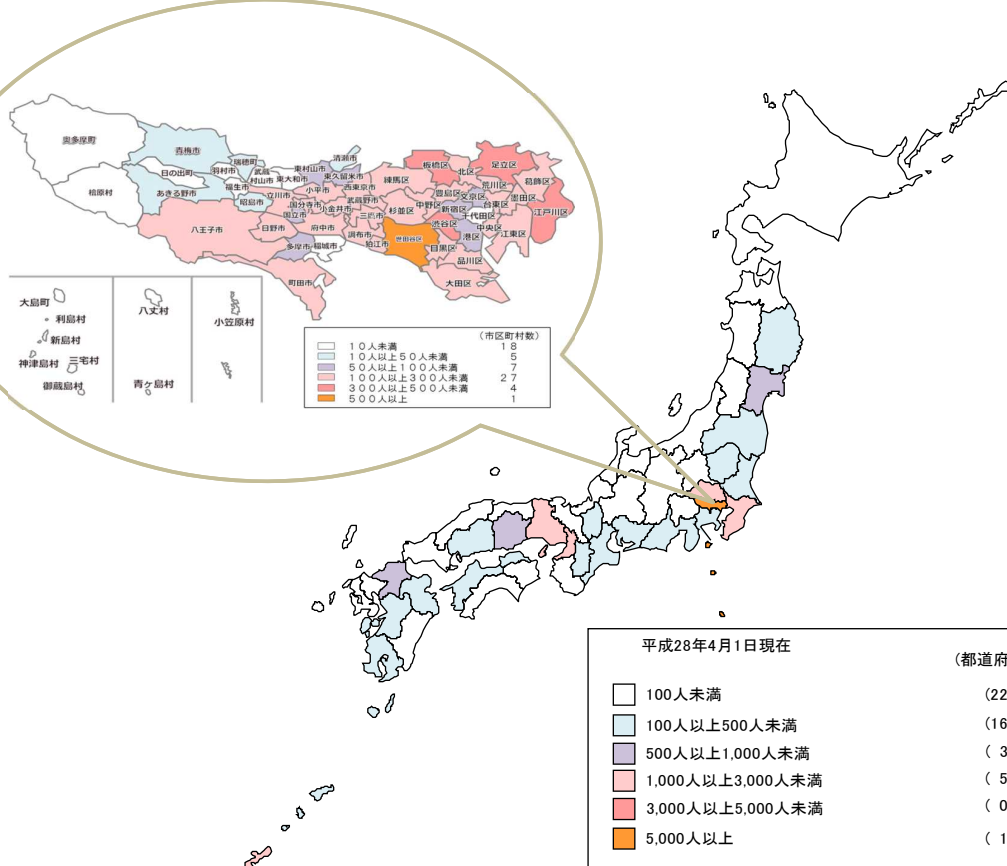 奥多摩町
青梅市
瑞穂町
羽村市
武蔵
村山市
日の出町
福生市
桧原村
あきる野市
昭島市
東大和市
東村山市
清瀬市
東久留米市
立川市
小平市
西東京市
国分寺市
小金井市
武蔵野市
国立市
三鷹市
八王子市
日野市
府中市
調布市
狛江市
多摩市
稲城市
町田市
練馬区
板橋区
北区
足立区
葛飾区
荒川区
豊島区
文京区
台東区
墨田区
江戸川区
中野区
新宿区
千代田区
杉並区
渋谷区
中央区
港区
江東区
世田谷区
目黒区
品川区
大田区
大島町
利島村
新島村
神津島村
三宅村
御蔵島村
八丈村
青ヶ島村
小笠原村
(市区町村数)
10人未満 18
10人以上50人未満 5
50人以上100人未満 7
100人以上300人未満 27
300人以上500人未満 4
500人以上 1
平成28年4月1日現在
(都道府
100人未満 (22
100人以上500人未満 (16
500人以上1,000人未満 ( 3
1,000人以上3,000人未満 ( 5
3,000人以上5,000人未満 ( 0
5,000人以上 ( 1